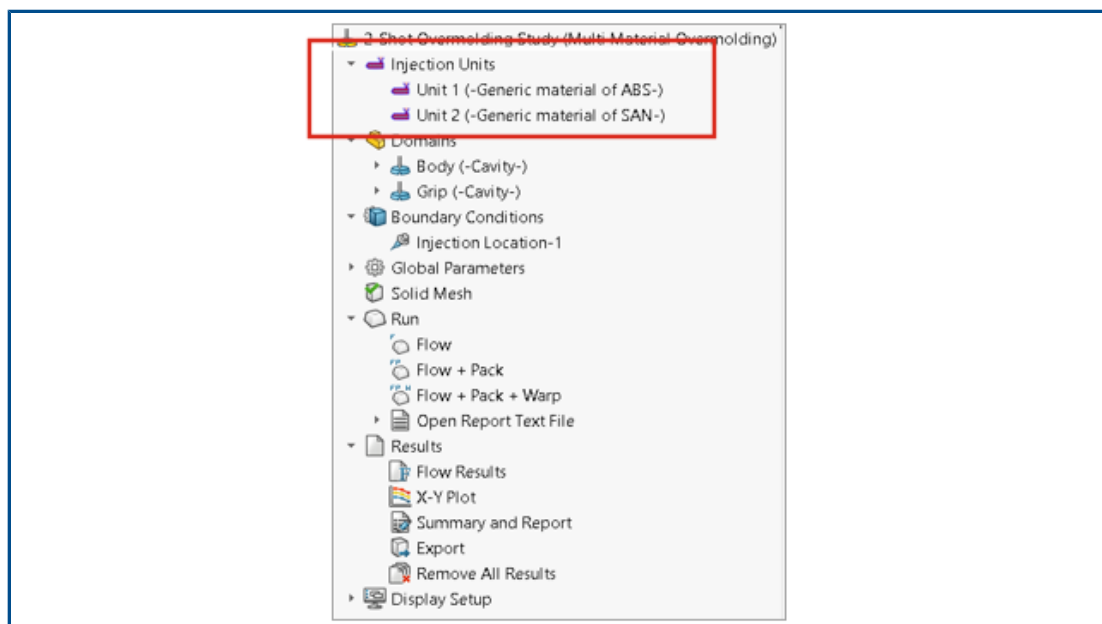 2-Shot Overmolding Study (Multi Material Overmolding)
Injection Units
Unit 1 (-Generic material of ABS-)
Unit 2 (-Generic material of SAN-)
Domains
Body (-Cavity-)
Grip (-Cavity-)
Boundary Conditions
Injection Location-1
Global Parameters
Solid Mesh
Run
Flow
Flow + Pack
Flow + Pack + Warp
Open Report Text File
Results
Flow Results
X-Y Plot
Summary and Report
Export
Remove All Results
Display Setup